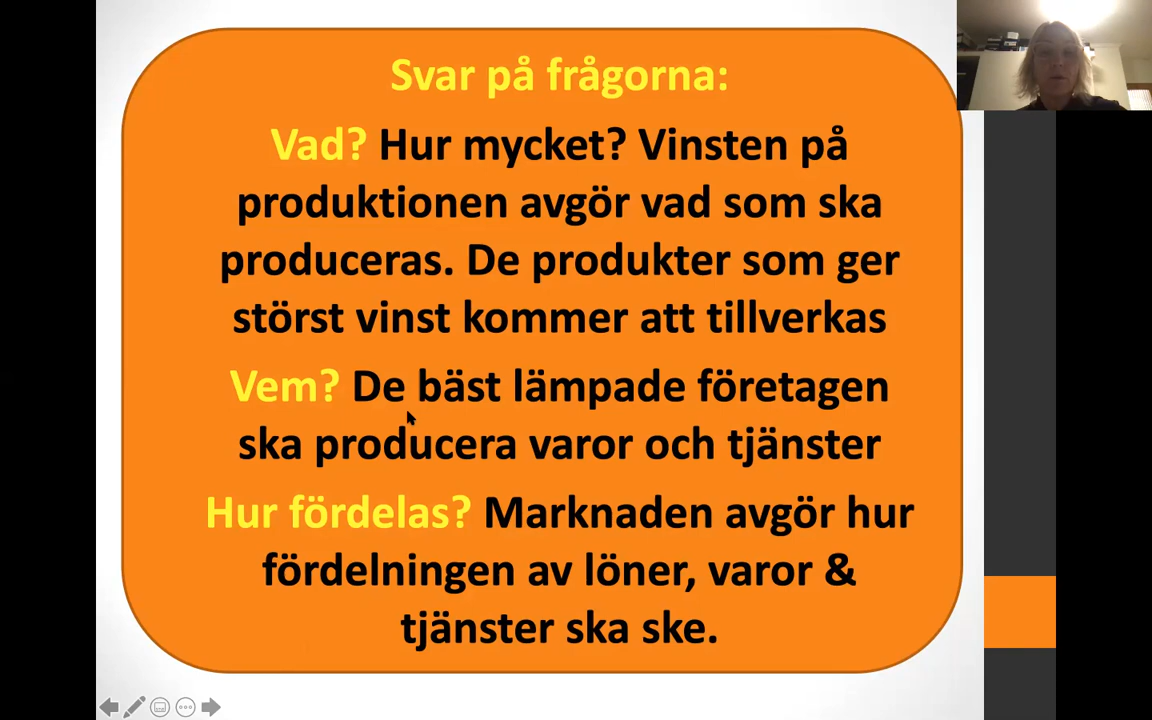 Svar på frågorna:
Vad? Hur mycket? Vinsten på
produktionen avgör vad som ska
produceras. De produkter som ger
störst vinst kommer att tillverkas
Vem? De bäst lämpade företagen
ska producera varor och tjänster
Hur fördelas? Marknaden avgör hur
fördelningen av löner, varor &
tjänster ska ske.